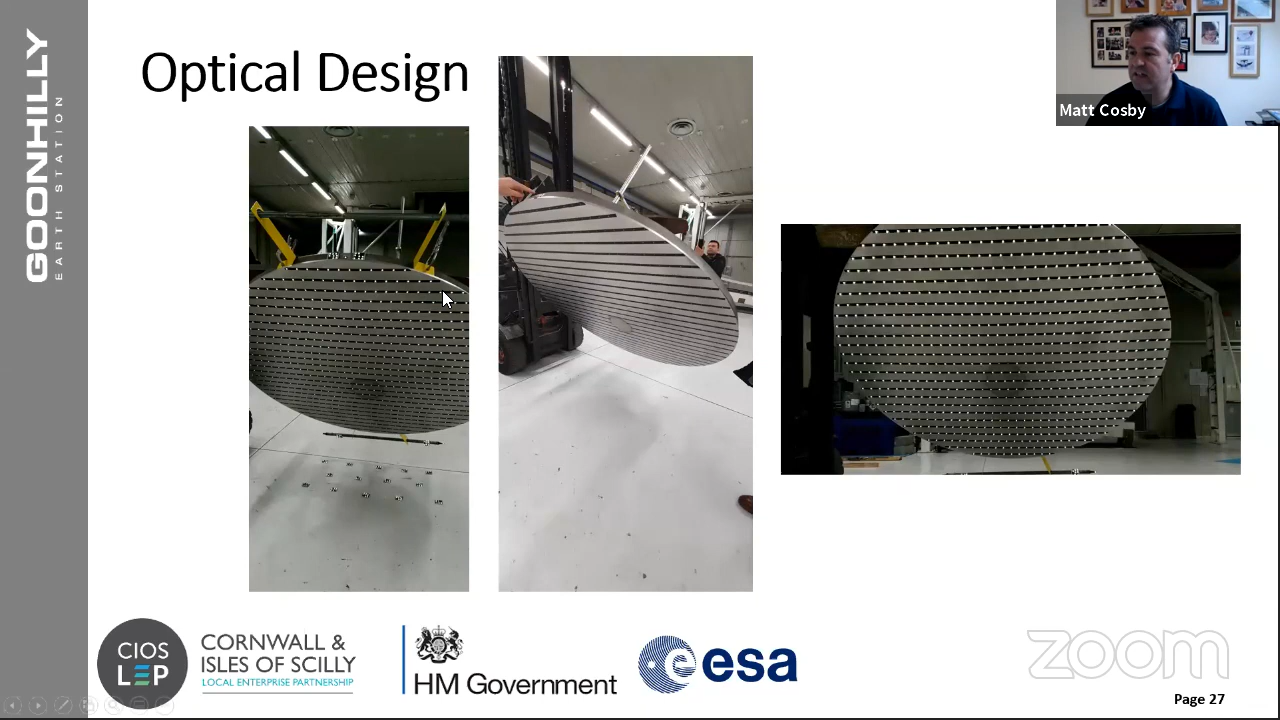 GOONHILLY
EARTH STATION
Optical Design
Matt Cosby
CIOS
LEP
CORNWALL &
ISLES OF SCILLY
LOCAL ENTERPRISE PARTNERSHIP
HM Government
esa
zoom
Page 27